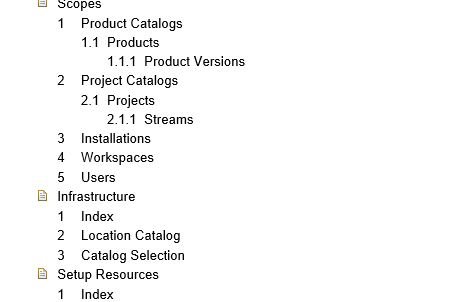 Scopes
1 Product Catalogs
1.1 Products
1.1.1 Product Versions
2 Project Catalogs
2.1 Projects
2.1.1 Streams
3 Installations
4 Workspaces
5 Users
Infrastructure
1 Index
2 Location Catalog
3 Catalog Selection
Setup Resources
1 Index